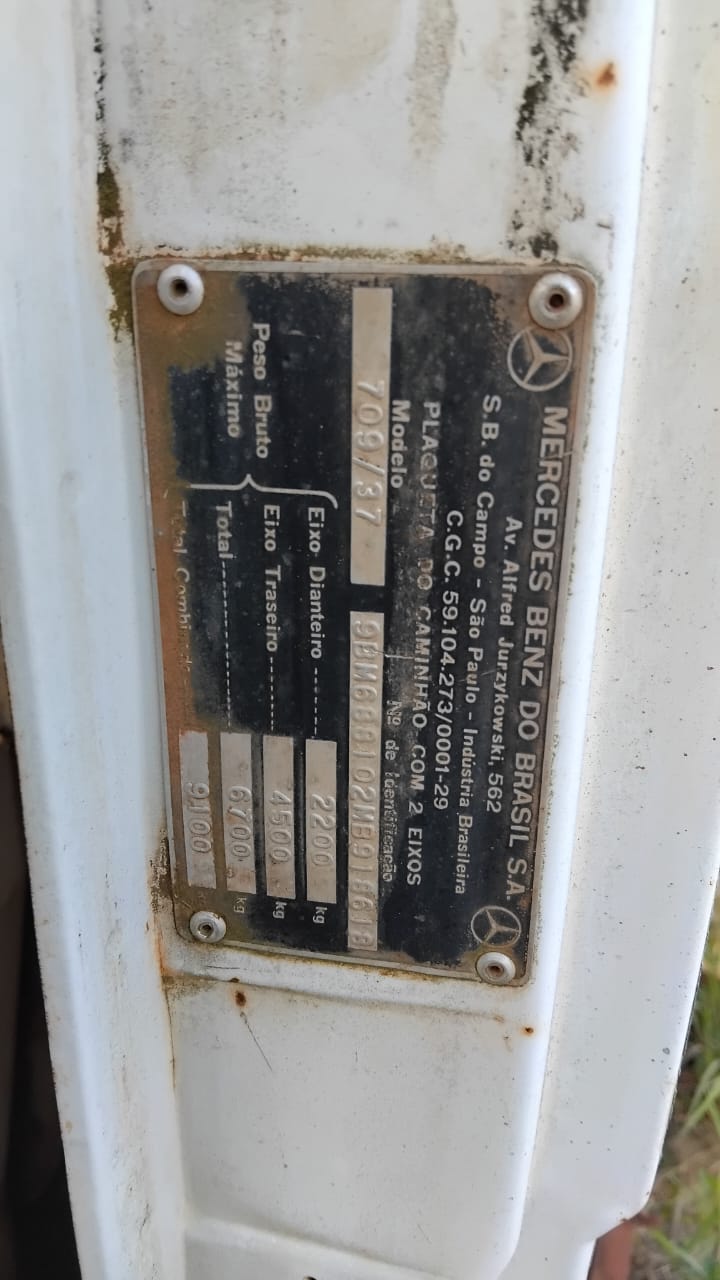 MERCEDES BENZ DO BRASIL S.A.
Av. Alfred Jurzykowski, 562
S.B. do Campo - São Paulo - Indústria Brasileira
C.G.C. 59.104.273/0001-29
PLAQUETA DO CAMINHÃO COM 2 EIXOS
Modelo Nº de identificação
709/37
Peso Bruto Máximo
Eixo Dianteiro 2200 kg
Eixo Traseiro 4500 kg
Total 6700 kg
Total Combinado 9100